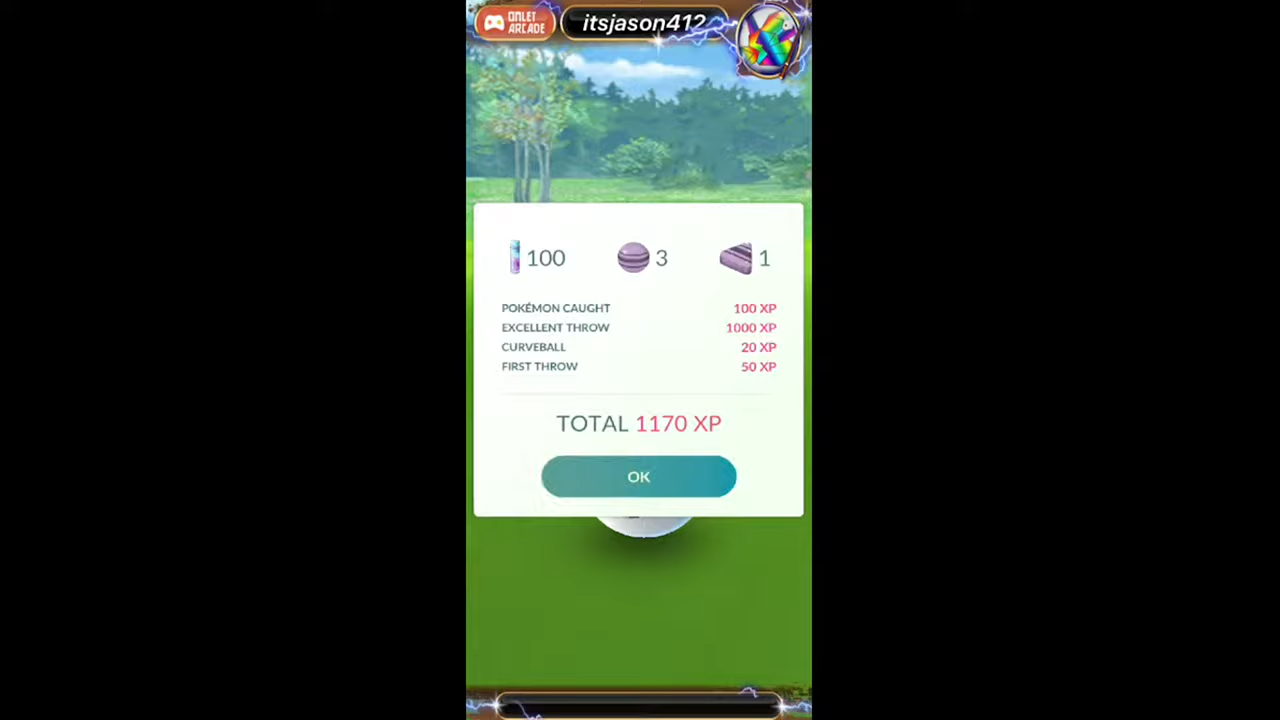 ONLET
ARCADE
itsjason412
100
3
1
POKÉMON CAUGHT 100 XP
EXCELLENT THROW 1000 XP
CURVEBALL 20 XP
FIRST THROW 50 XP
TOTAL 1170 XP
OK